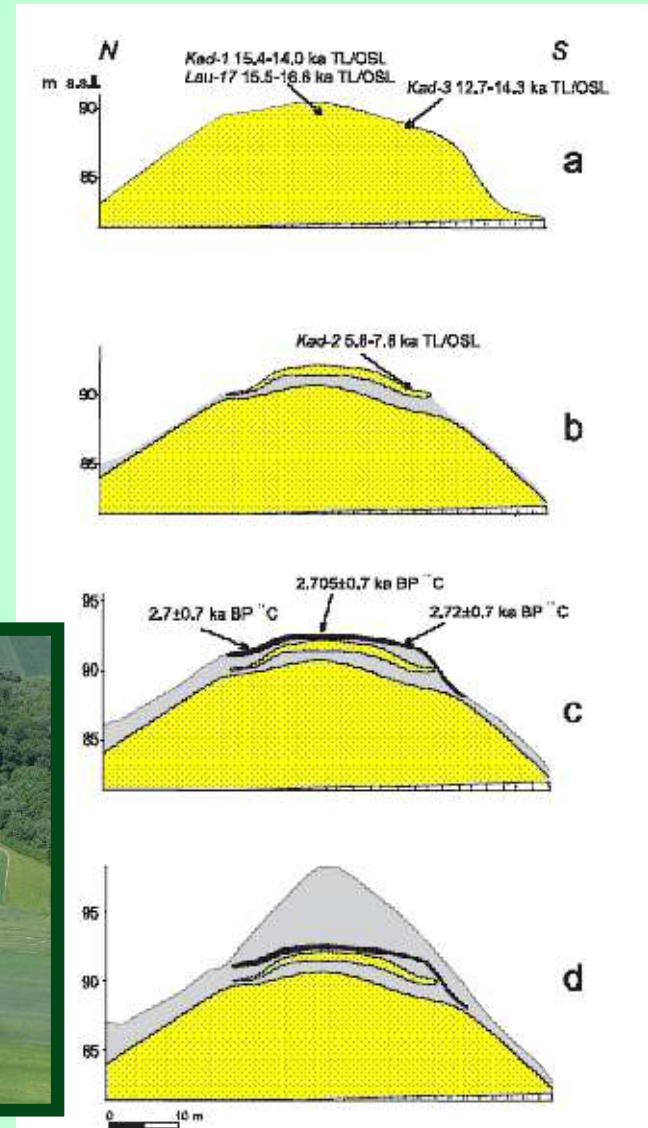 N S
Kad-1 15.4-14.0 ka TL/OSL
Lau-17 15.5-16.6 ka TL/OSL
Kad-3 12.7-14.3 ka TL/OSL
m a.s.l.
90
85
a
Kad-2 5.8-7.8 ka TL/OSL
90
85
b
2.705±0.7 ka BP ¹⁴C
2.7±0.7 ka BP ¹⁴C
2.72±0.7 ka BP ¹⁴C
95
90
85
c
95
90
85
d
0 10 m